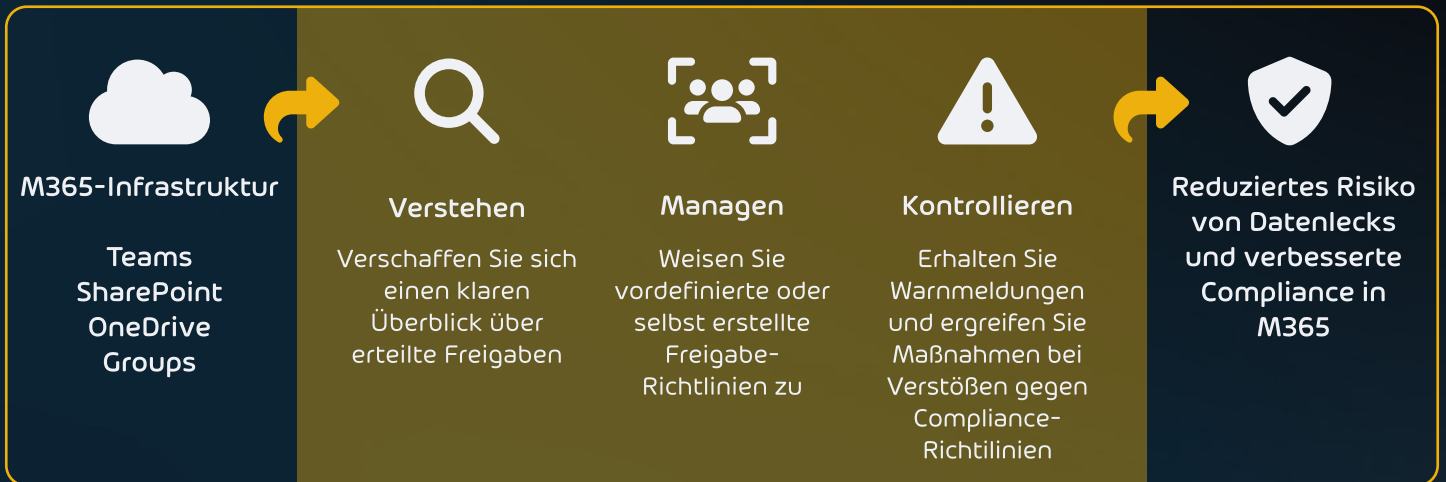 M365-Infrastruktur
Teams
SharePoint
OneDrive
Groups
Verstehen
Verschaffen Sie sich
einen klaren
Überblick über
erteilte Freigaben
Managen
Weisen Sie
vordefinierte oder
selbst erstellte
Freigabe-
Richtlinien zu
Kontrollieren
Erhalten Sie
Warnmeldungen
und ergreifen Sie
Maßnahmen bei
Verstößen gegen
Compliance-
Richtilinien
Reduziertes Risiko
von Datenlecks
und verbesserte
Compliance in
M365